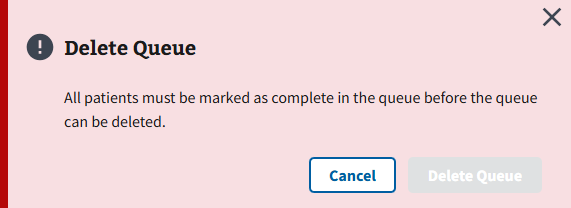 Delete Queue
All patients must be marked as complete in the queue before the queue
can be deleted.
Cancel
Delete Queue